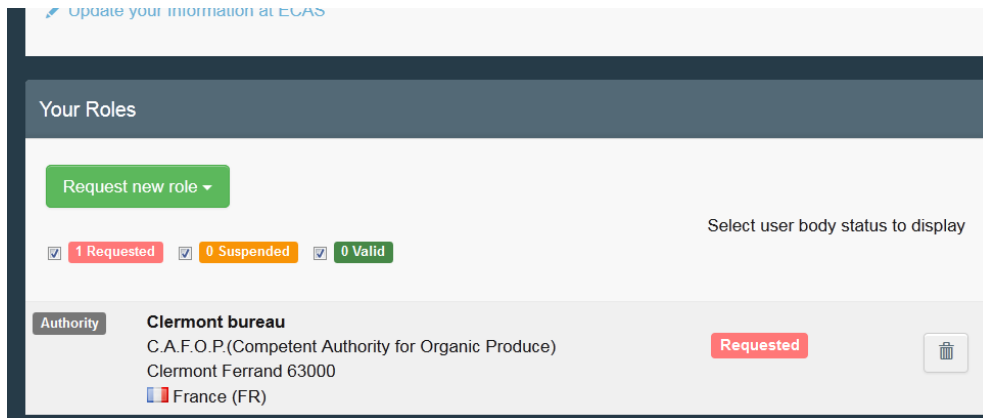 Update your information at ECAS
Your Roles
Request new role
Select user body status to display
1 Requested 0 Suspended 0 Valid
Authority Clermont bureau
C.A.F.O.P.(Competent Authority for Organic Produce) Requested
Clermont Ferrand 63000
France (FR)